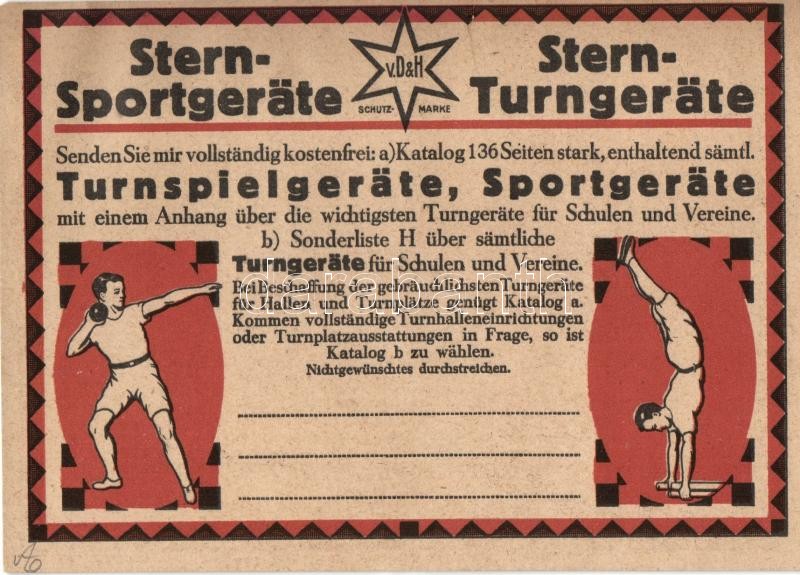 Stern-
Sportgeräte
v.D&H
SCHUTZ-MARKE
Stern-
Turngeräte
Senden Sie mir vollständig kostenfrei: a) Katalog 136 Seiten stark, enthaltend sämtl.
Turnspielgeräte, Sportgeräte
mit einem Anhang über die wichtigsten Turngeräte für Schulen und Vereine.
b) Sonderliste H über sämtliche
Turngeräte für Schulen und Vereine.
Bei Beschaffung der gebräuchlichsten Turngeräte
für Hallen und Turnplätze genügt Katalog a.
Kommen vollständige Turnhalleneinrichtungen
oder Turnplatzausstattungen in Frage, so ist
Katalog b zu wählen.
Nichtgewünschtes durchstreichen.
darabanth